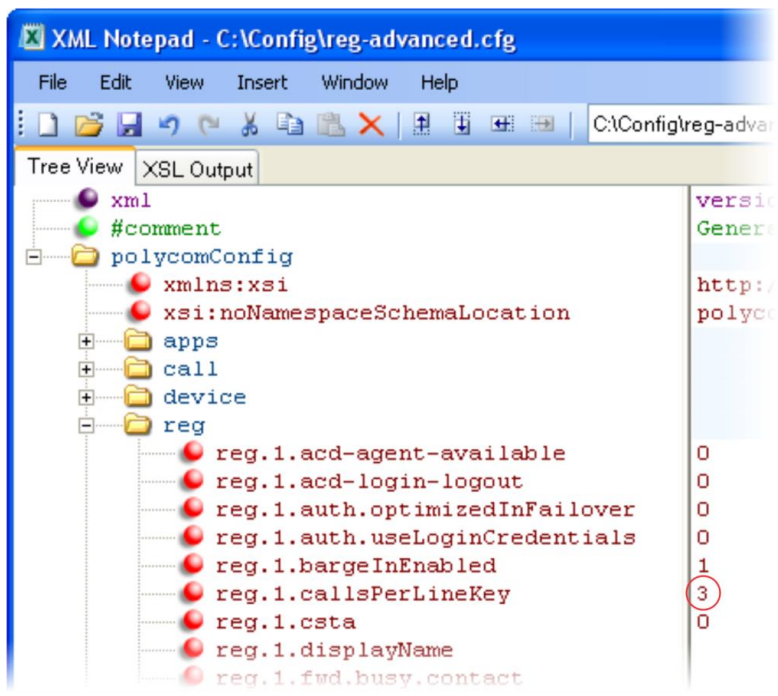 XML Notepad - C:\Config\reg-advanced.cfg
File Edit View Insert Window Help
C:\Config\reg-advan
Tree View XSL Output
xml versio
#comment Genera
polycomConfig
xmlns:xsi http:/
xsi:noNamespaceSchemaLocation polyco
apps
call
device
reg
reg.1.acd-agent-available 0
reg.1.acd-login-logout 0
reg.1.auth.optimizedInFailover 0
reg.1.auth.useLoginCredentials 0
reg.1.bargeInEnabled 1
reg.1.callsPerLineKey 3
reg.1.csta 0
reg.1.displayName
reg.1.fwd.busy.contact